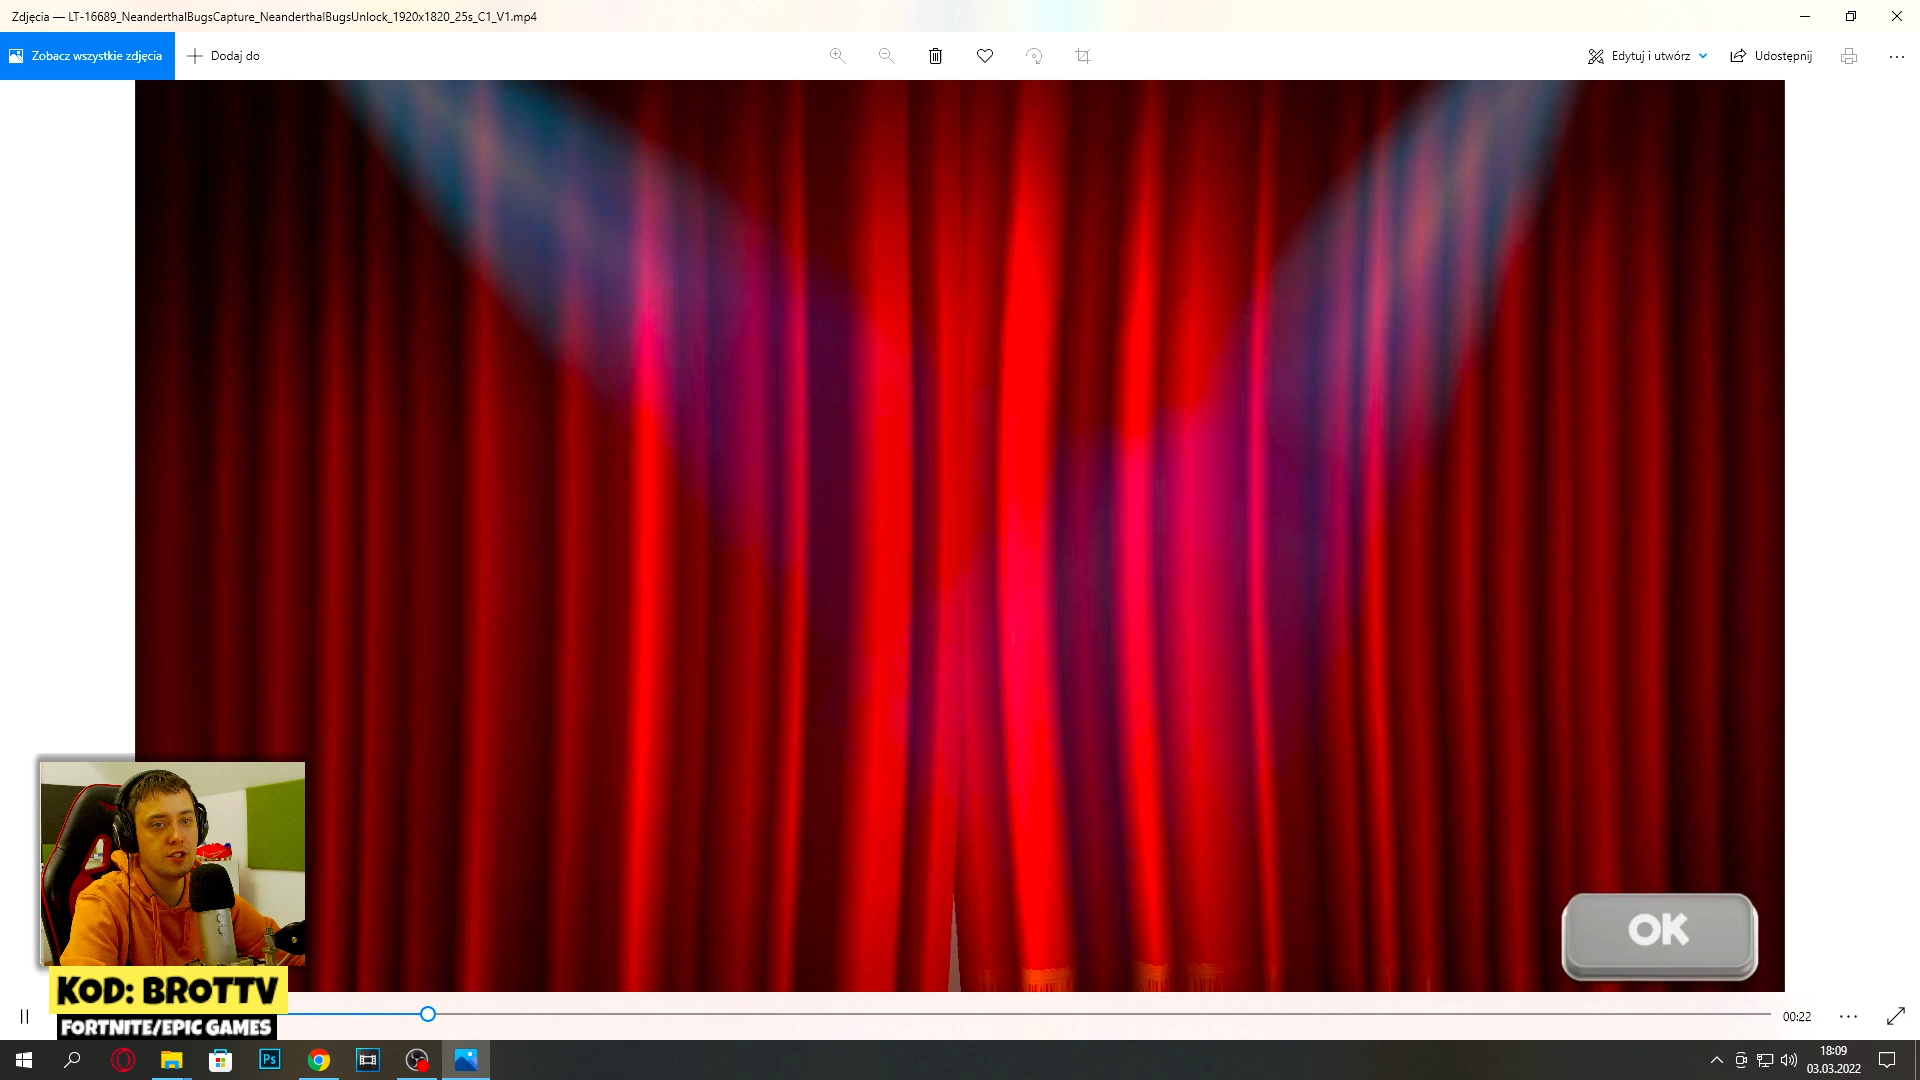 Zdjęcia — LT-16689_NeanderthalBugsCapture_NeanderthalBugsUnlock_1920x1820_25s_C1_V1.mp4
Zobacz wszystkie zdjęcia
Dodaj do
Edytuj i utwórz
Udostępnij
OK
KOD: BROTTV
FORTNITE/EPIC GAMES
00:22
Ps
18:09
03.03.2022